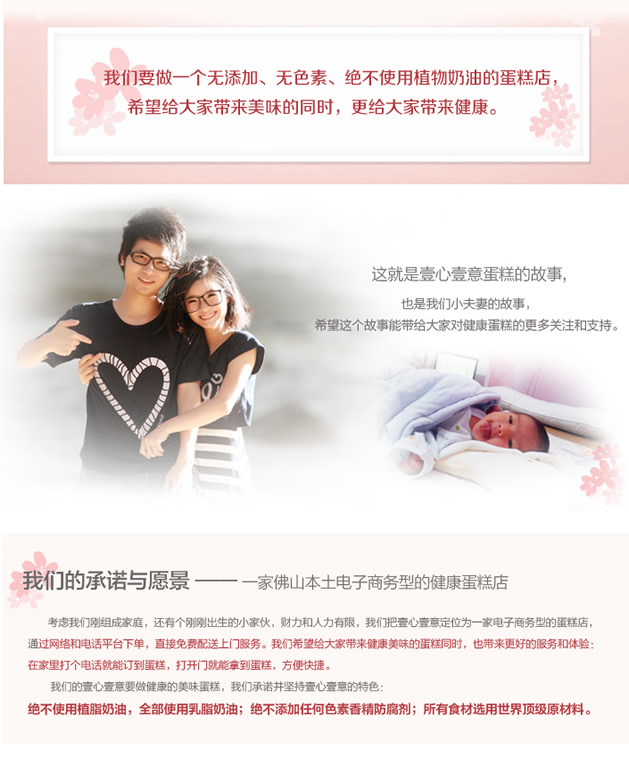 我们要做一个无添加、无色素、绝不使用植物奶油的蛋糕店，
希望给大家带来美味的同时，更给大家带来健康。
这就是壹心壹意蛋糕的故事，
也是我们小夫妻的故事，
希望这个故事能带给大家对健康蛋糕的更多关注和支持。
我们的承诺与愿景 —— 一家佛山本土电子商务型的健康蛋糕店
考虑我们刚组成家庭，还有个刚刚出生的小家伙，财力和人力有限，我们把壹心壹意定位为一家电子商务型的蛋糕店，
通过网络和电话平台下单，直接免费配送上门服务。我们希望给大家带来健康美味的蛋糕同时，也带来更好的服务和体验：
在家里打个电话就能订到蛋糕，打开门就能拿到蛋糕，方便快捷。
我们的壹心壹意要做健康的美味蛋糕，我们承诺并坚持壹心壹意的特色：
绝不使用植脂奶油，全部使用乳脂奶油；绝不添加任何色素香精防腐剂；所有食材选用世界顶级原材料。